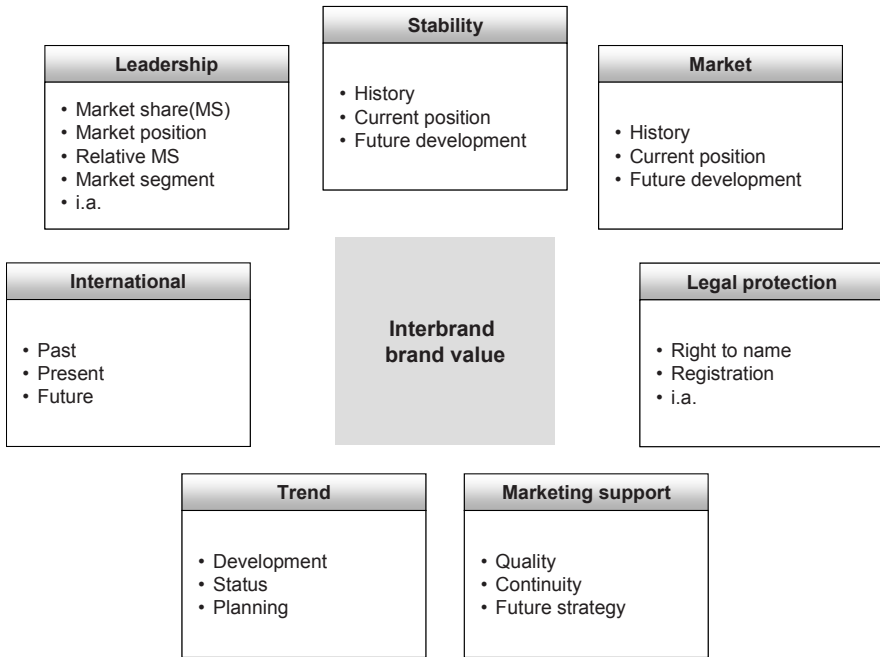 Stability
• History
• Current position
• Future development
Leadership
• Market share(MS)
• Market position
• Relative MS
• Market segment
• i.a.
Market
• History
• Current position
• Future development
International
• Past
• Present
• Future
Interbrand
brand value
Legal protection
• Right to name
• Registration
• i.a.
Trend
• Development
• Status
• Planning
Marketing support
• Quality
• Continuity
• Future strategy